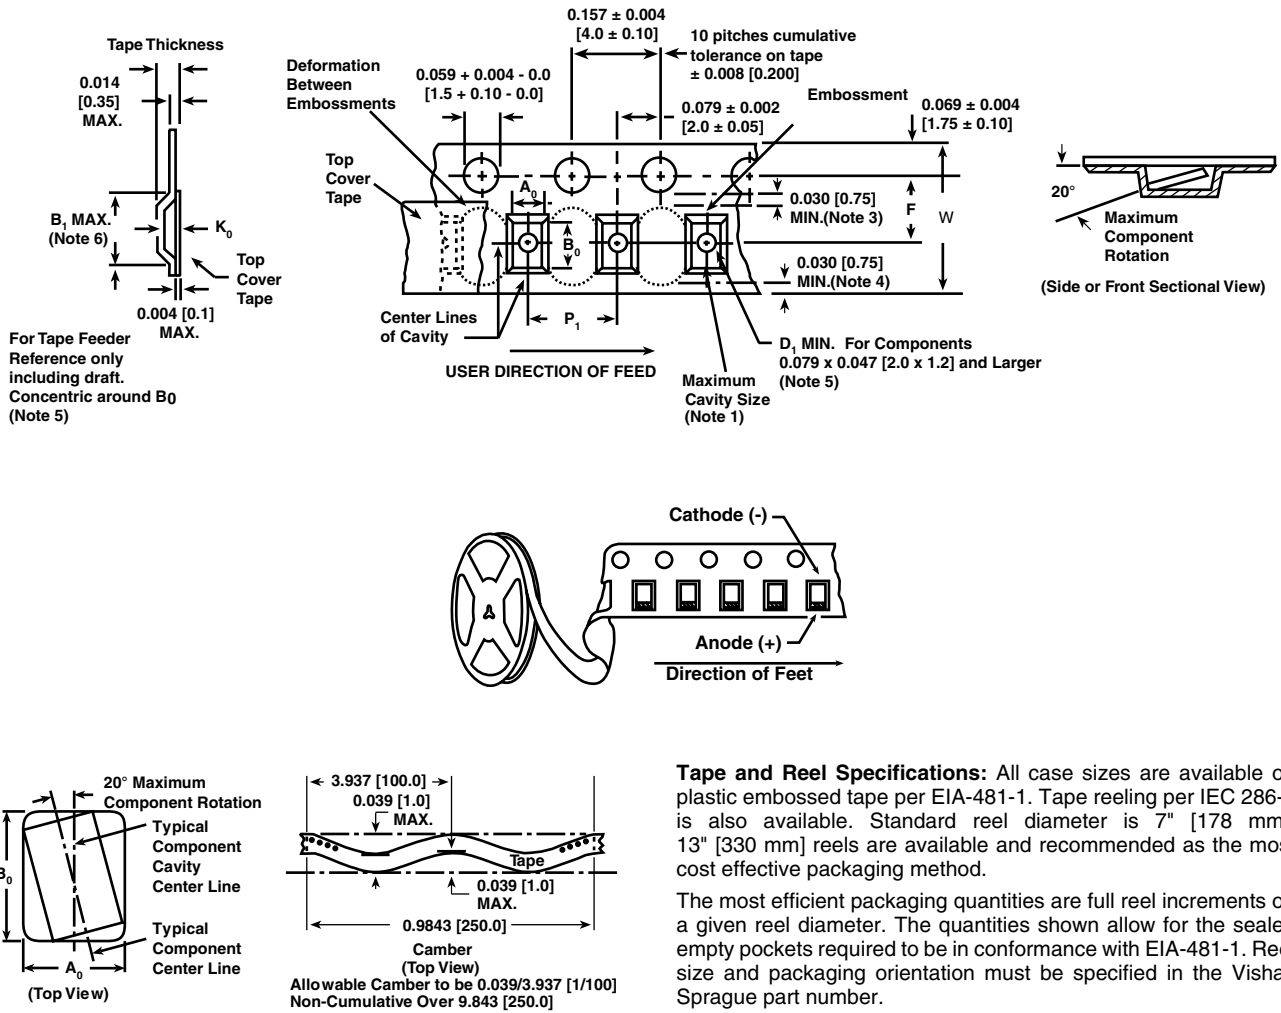 0.157 ± 0.004
[4.0 ± 0.10]
10 pitches cumulative
tolerance on tape
± 0.008 [0.200]
Tape Thickness
0.014
[0.35]
MAX.
Deformation
Between
Embossments
0.059 + 0.004 - 0.0
[1.5 + 0.10 - 0.0]
0.079 ± 0.002
[2.0 ± 0.05]
Embossment
0.069 ± 0.004
[1.75 ± 0.10]
Top
Cover
Tape
A0
B0
0.030 [0.75]
MIN.(Note 3)
F
W
0.030 [0.75]
MIN.(Note 4)
20°
Maximum
Component
Rotation
(Side or Front Sectional View)
B1 MAX.
(Note 6)
K0
Top
Cover
Tape
0.004 [0.1]
MAX.
For Tape Feeder
Reference only
including draft.
Concentric around B0
(Note 5)
Center Lines
of Cavity
P1
USER DIRECTION OF FEED
Maximum
Cavity Size
(Note 1)
D1 MIN. For Components
0.079 x 0.047 [2.0 x 1.2] and Larger
(Note 5)
Cathode (-)
Anode (+)
Direction of Feet
20° Maximum
Component Rotation
Typical
Component
Cavity
Center Line
Typical
Component
Center Line
B0
A0
(Top View)
3.937 [100.0]
0.039 [1.0]
MAX.
Tape
0.039 [1.0]
MAX.
0.9843 [250.0]
Camber
(Top View)
Allowable Camber to be 0.039/3.937 [1/100]
Non-Cumulative Over 9.843 [250.0]
Tape and Reel Specifications: All case sizes are available o
plastic embossed tape per EIA-481-1. Tape reeling per IEC 286-
is also available. Standard reel diameter is 7" [178 mm
13" [330 mm] reels are available and recommended as the mos
cost effective packaging method.
The most efficient packaging quantities are full reel increments o
a given reel diameter. The quantities shown allow for the seale
empty pockets required to be in conformance with EIA-481-1. Ree
size and packaging orientation must be specified in the Visha
Sprague part number.